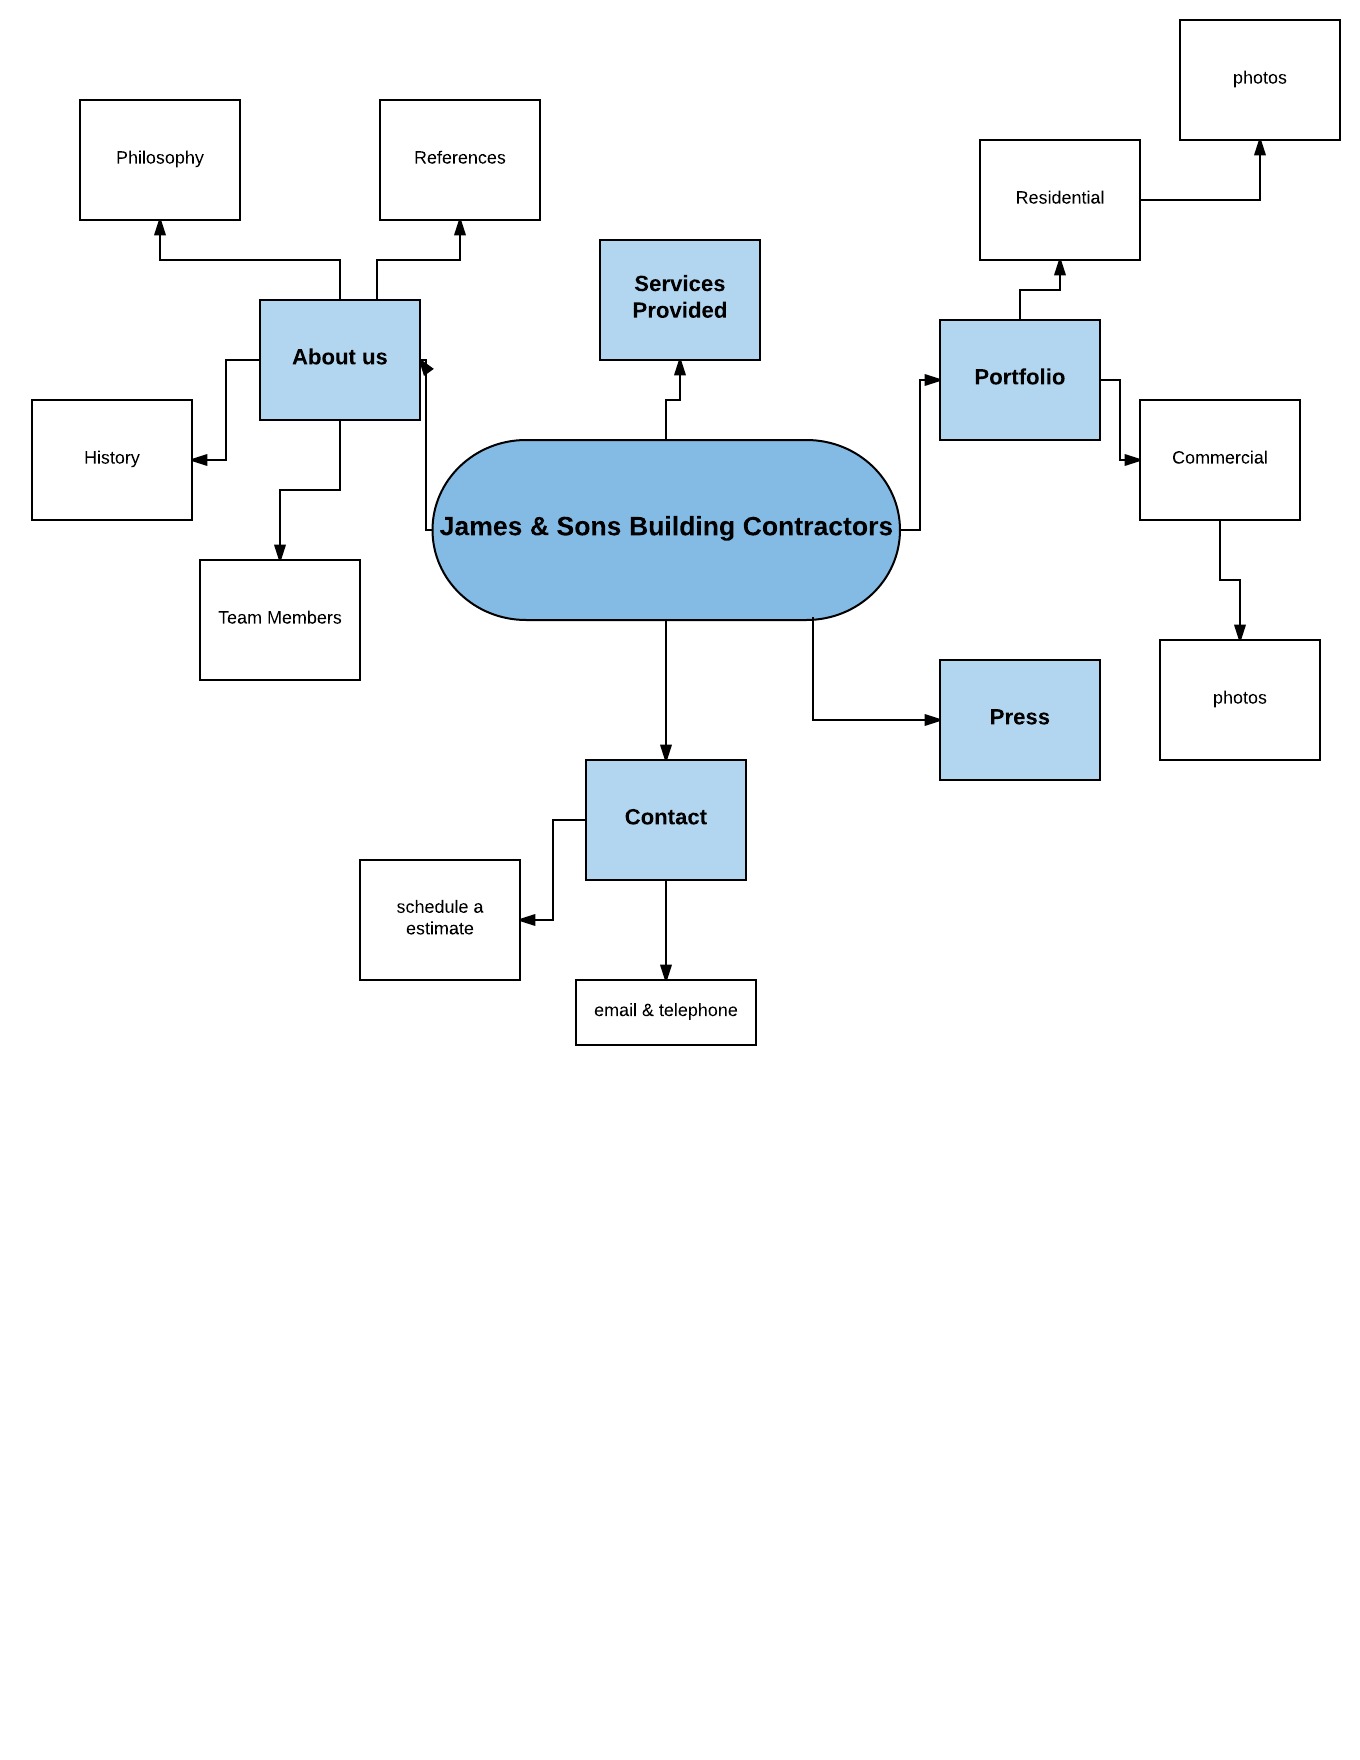 photos
Philosophy
References
Residential
Services
Provided
About us
Portfolio
History
Commercial
James & Sons Building Contractors
Team Members
photos
Press
Contact
schedule a
estimate
email & telephone